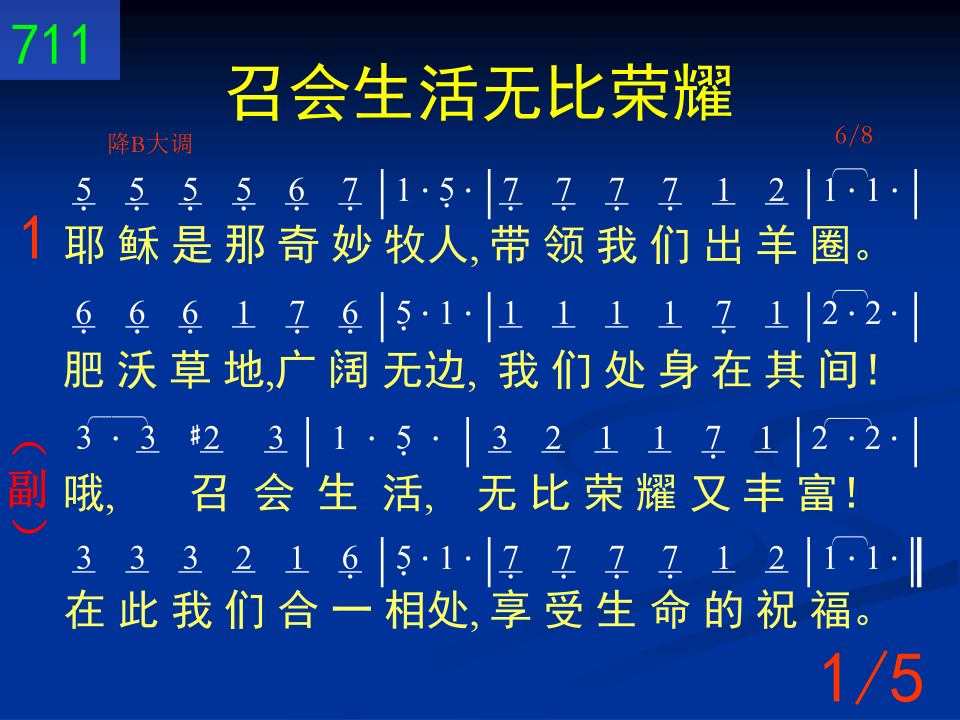 711
召会生活无比荣耀
降B大调 6/8
5 5 5 5 6 7 | 1 · 5 · | 7 7 7 7 1 2 | 1 · 1 · |
1 耶 稣 是 那 奇 妙 牧人, 带 领 我 们 出 羊 圈。
6 6 6 1 7 6 | 5 · 1 · | 1 1 1 1 7 1 | 2 · 2 · |
肥 沃 草 地,广 阔 无边, 我 们 处 身 在 其 间!
3 · 3 #2 3 | 1 · 5 · | 3 2 1 1 7 1 | 2 · 2 · |
(副) 哦, 召 会 生 活, 无 比 荣 耀 又 丰 富!
3 3 3 2 1 6 | 5 · 1 · | 7 7 7 7 1 2 | 1 · 1 · ‖
在 此 我 们 合 一 相处, 享 受 生 命 的 祝 福。
1/5